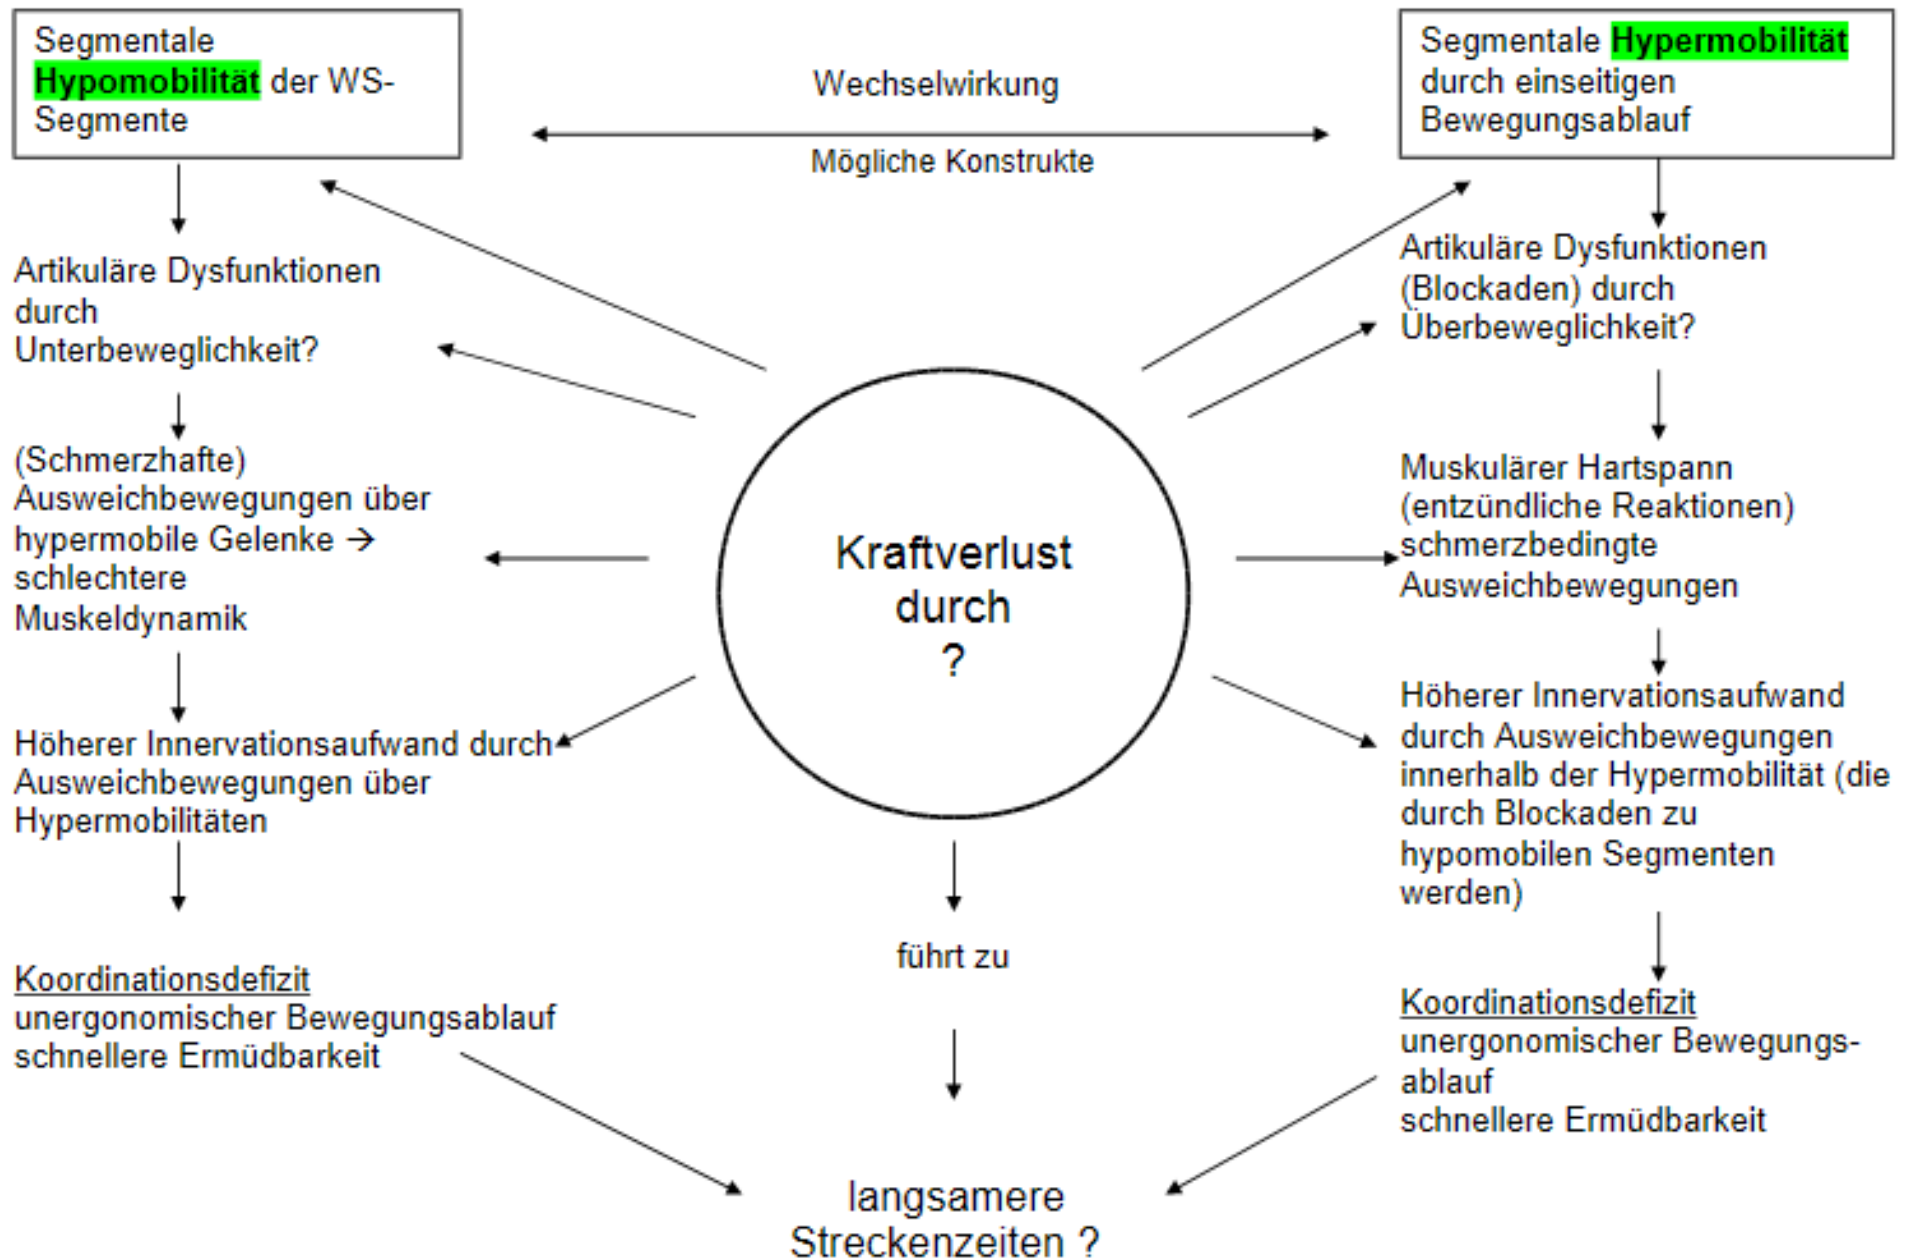 Segmentale
Hypomobilität der WS-
Segmente
Wechselwirkung
Mögliche Konstrukte
Segmentale Hypermobilität
durch einseitigen
Bewegungsablauf
Artikuläre Dysfunktionen
durch
Unterbeweglichkeit?
(Schmerzhafte)
Ausweichbewegungen über
hypermobile Gelenke →
schlechtere
Muskeldynamik
Höherer Innervationsaufwand durch
Ausweichbewegungen über
Hypermobilitäten
Koordinationsdefizit
unergonomischer Bewegungsablauf
schnellere Ermüdbarkeit
Kraftverlust
durch
?
führt zu
Artikuläre Dysfunktionen
(Blockaden) durch
Überbeweglichkeit?
Muskulärer Hartspann
(entzündliche Reaktionen)
schmerzbedingte
Ausweichbewegungen
Höherer Innervationsaufwand
durch Ausweichbewegungen
innerhalb der Hypermobilität (die
durch Blockaden zu
hypomobilen Segmenten
werden)
Koordinationsdefizit
unergonomischer Bewegungs-
ablauf
schnellere Ermüdbarkeit
langsamere
Streckenzeiten ?